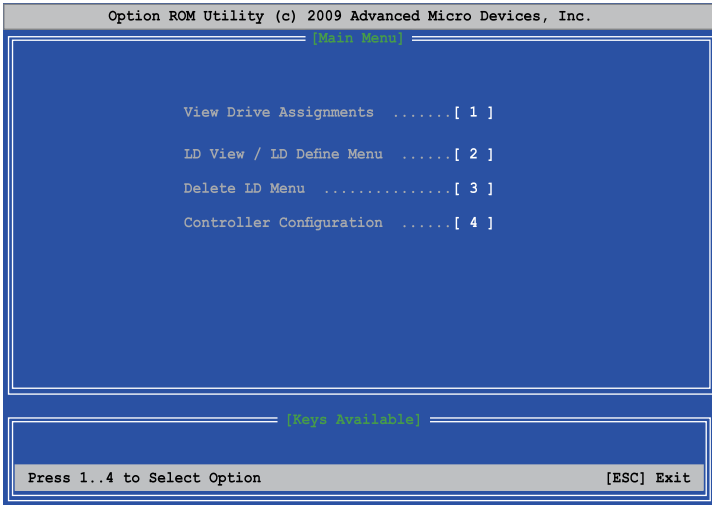 Option ROM Utility (c) 2009 Advanced Micro Devices, Inc.
[Main Menu]
View Drive Assignments .......[ 1 ]
LD View / LD Define Menu ......[ 2 ]
Delete LD Menu ...............[ 3 ]
Controller Configuration ......[ 4 ]
[Keys Available]
Press 1..4 to Select Option [ESC] Exit